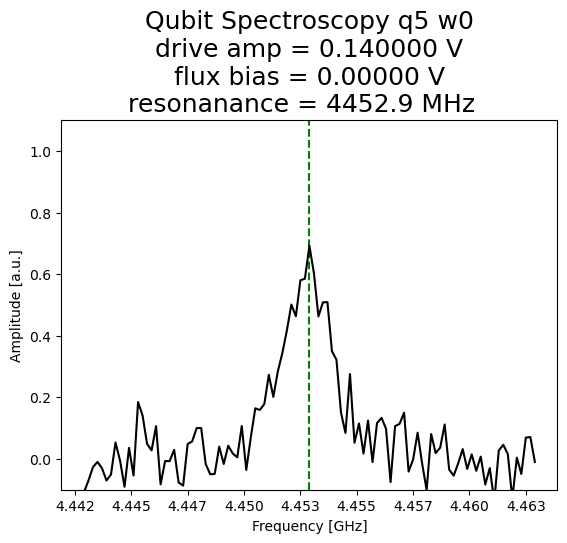 Qubit Spectroscopy q5 w0
drive amp = 0.140000 V
flux bias = 0.00000 V
resonanance = 4452.9 MHz
1.0
0.8
0.6
0.4
0.2
0.0
Amplitude [a.u.]
4.442 4.445 4.447 4.450 4.453 4.455 4.457 4.460 4.463
Frequency [GHz]